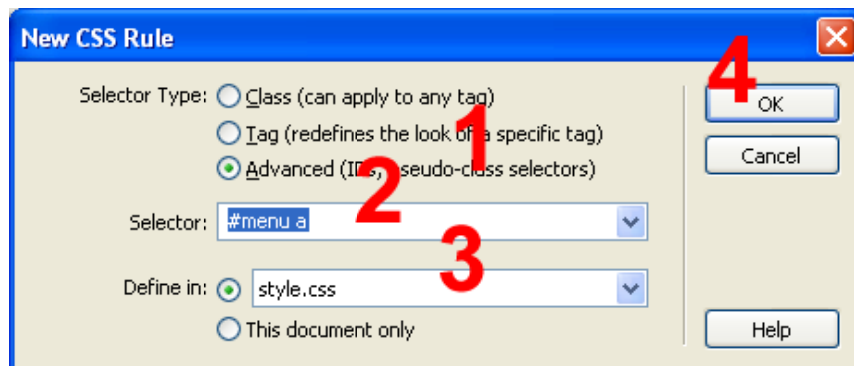 New CSS Rule
4
Selector Type: Class (can apply to any tag)
OK
1
Tag (redefines the look of a specific tag)
Cancel
Advanced (IDs, pseudo-class selectors)
2
Selector: #menu a
3
Define in: style.css
This document only
Help